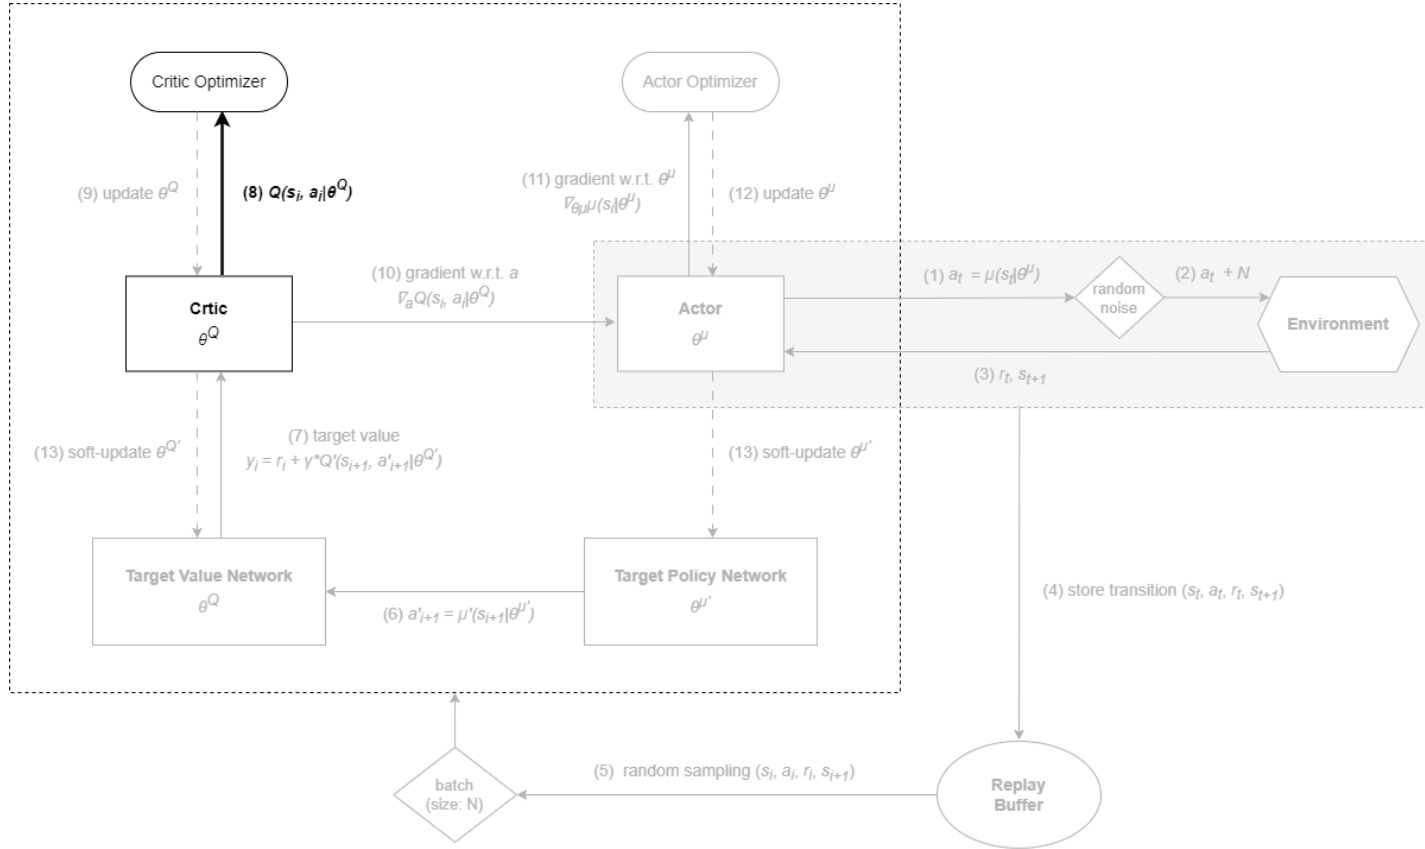 Critic Optimizer
Actor Optimizer
(9) update θ^Q
(8) Q(s_i, a_i|θ^Q)
(11) gradient w.r.t. θ^μ
∇_θμ μ(s_i|θ^μ)
(12) update θ^μ
(10) gradient w.r.t. a
∇_a Q(s_i, a_i|θ^Q)
(1) a_t = μ(s_t|θ^μ)
(2) a_t + N
random
noise
Crtic
θ^Q
Actor
θ^μ
Environment
(3) r_t, s_t+1
(13) soft-update θ^Q'
(7) target value
y_i = r_i + γ*Q'(s_i+1, a'_i+1|θ^Q')
(13) soft-update θ^μ'
Target Value Network
θ^Q
Target Policy Network
θ^μ'
(6) a'_i+1 = μ'(s_i+1|θ^μ')
(4) store transition (s_t, a_t, r_t, s_t+1)
batch
(size: N)
(5) random sampling (s_i, a_i, r_i, s_i+1)
Replay
Buffer